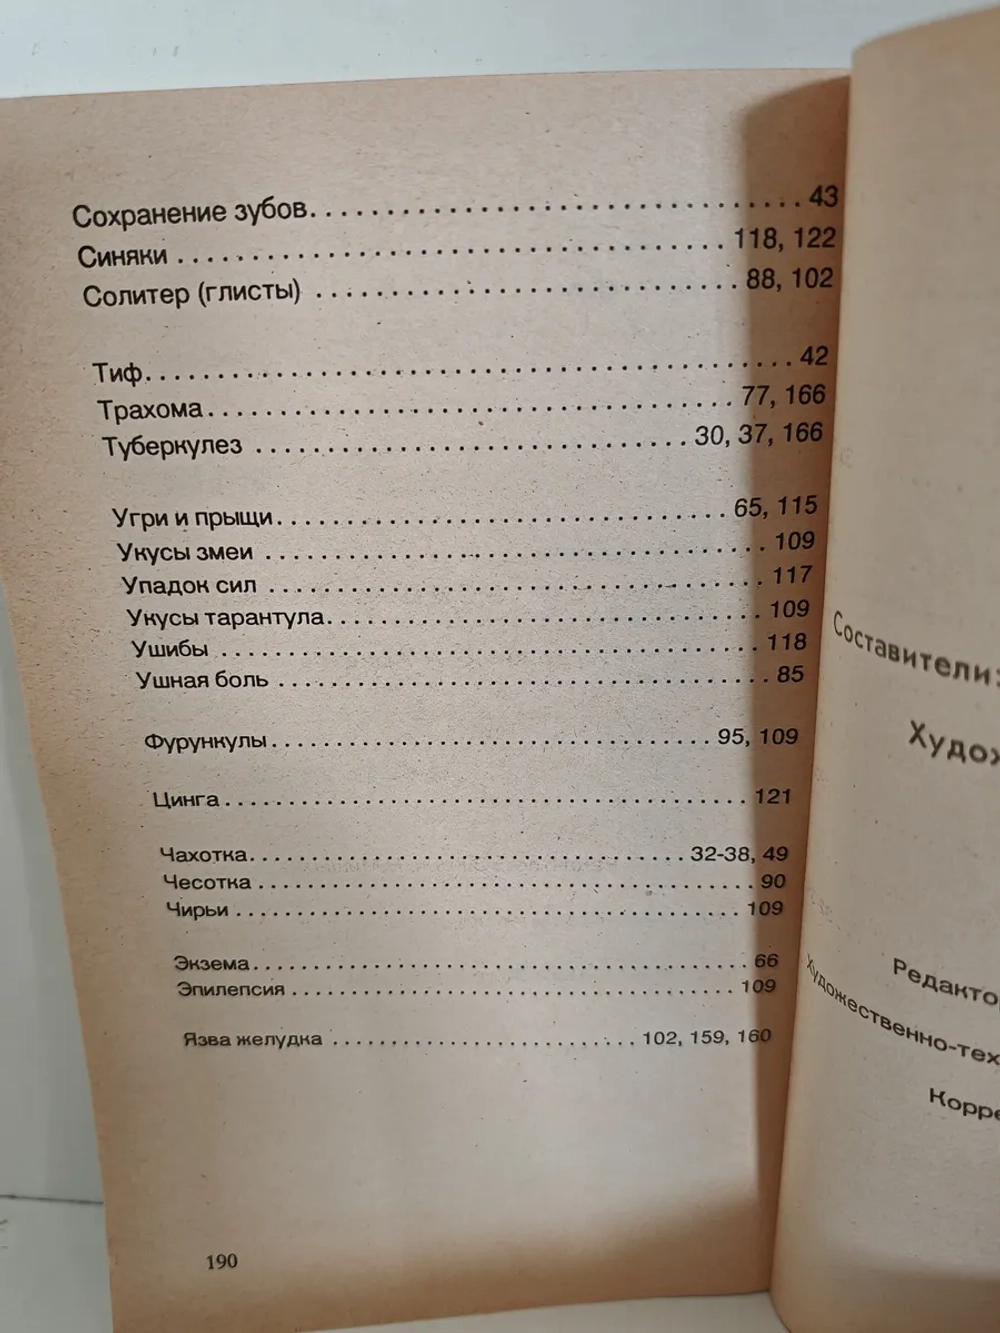 Сохранение зубов. . . . . . . . . . . . . . . . . . . . . . . . . . . . . . . . 43
Синяки . . . . . . . . . . . . . . . . . . . . . . . . . . . . . . . . . . . . . 118, 122
Солитер (глисты) . . . . . . . . . . . . . . . . . . . . . . . . . . . . . 88, 102
Тиф. . . . . . . . . . . . . . . . . . . . . . . . . . . . . . . . . . . . . . . . . . . . 42
Трахома. . . . . . . . . . . . . . . . . . . . . . . . . . . . . . . . . . . . 77, 166
Туберкулез . . . . . . . . . . . . . . . . . . . . . . . . . . . . . . 30, 37, 166
Угри и прыщи. . . . . . . . . . . . . . . . . . . . . . . . . . . . . . . 65, 115
Укусы змеи . . . . . . . . . . . . . . . . . . . . . . . . . . . . . . . . . . . 109
Упадок сил . . . . . . . . . . . . . . . . . . . . . . . . . . . . . . . . . . . 117
Укусы тарантула. . . . . . . . . . . . . . . . . . . . . . . . . . . . . . . 109
Ушибы . . . . . . . . . . . . . . . . . . . . . . . . . . . . . . . . . . . . . . . 118
Ушная боль . . . . . . . . . . . . . . . . . . . . . . . . . . . . . . . . . . . 85
Фурункулы. . . . . . . . . . . . . . . . . . . . . . . . . . . . . . . . . 95, 109
Цинга . . . . . . . . . . . . . . . . . . . . . . . . . . . . . . . . . . . . . . . . 121
Чахотка. . . . . . . . . . . . . . . . . . . . . . . . . . . . . . . . . . 32-38, 49
Чесотка . . . . . . . . . . . . . . . . . . . . . . . . . . . . . . . . . . . . . . . 90
Чирьи . . . . . . . . . . . . . . . . . . . . . . . . . . . . . . . . . . . . . . . . 109
Экзема. . . . . . . . . . . . . . . . . . . . . . . . . . . . . . . . . . . . . . . . 66
Эпилепсия . . . . . . . . . . . . . . . . . . . . . . . . . . . . . . . . . . . . 109
Язва желудка . . . . . . . . . . . . . . . . . . . . . . . . . 102, 159, 160
190
Составители:
Худож
Редакто
Художественно-тех
Корре